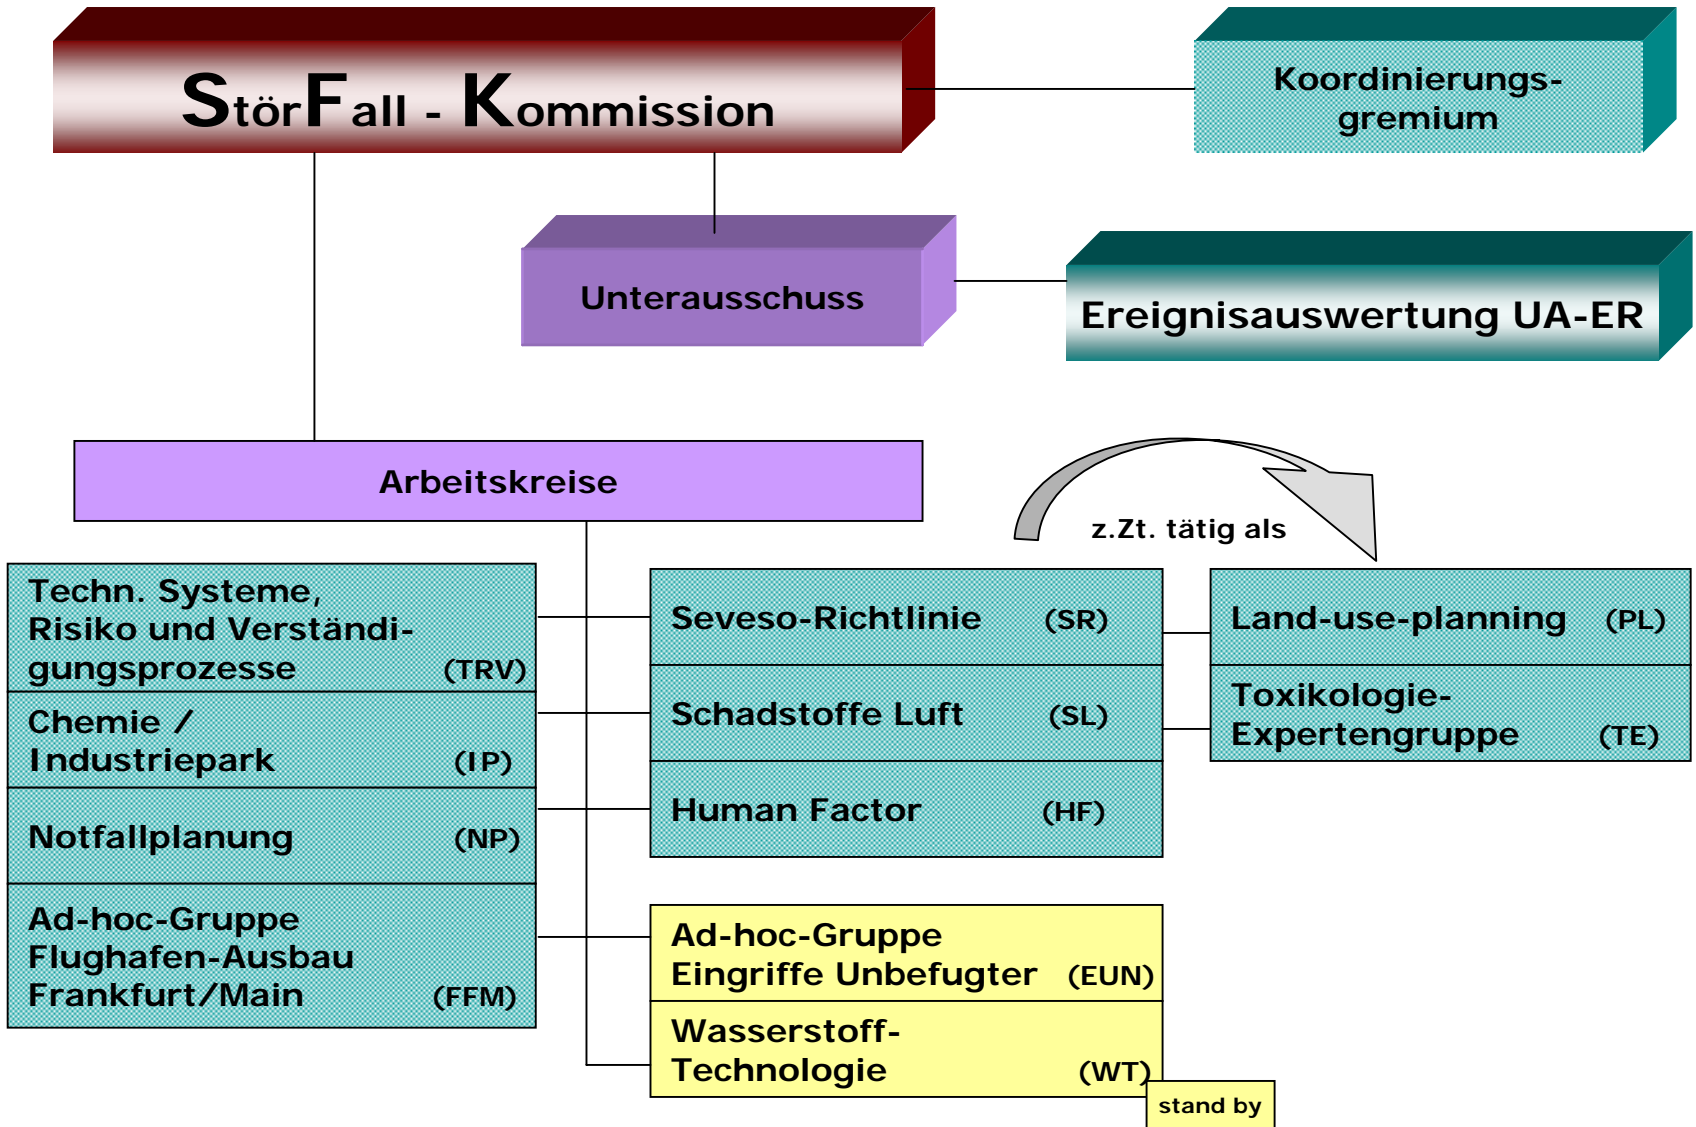 StörFall - Kommission
Koordinierungs-
gremium
Unterausschuss
Ereignisauswertung UA-ER
Arbeitskreise
z.Zt. tätig als
Techn. Systeme,
Risiko und Verständi-
gungsprozesse (TRV)
Chemie /
Industriepark (IP)
Notfallplanung (NP)
Ad-hoc-Gruppe
Flughafen-Ausbau
Frankfurt/Main (FFM)
Seveso-Richtlinie (SR)
Schadstoffe Luft (SL)
Human Factor (HF)
Ad-hoc-Gruppe
Eingriffe Unbefugter (EUN)
Wasserstoff-
Technologie (WT)
stand by
Land-use-planning (PL)
Toxikologie-
Expertengruppe (TE)